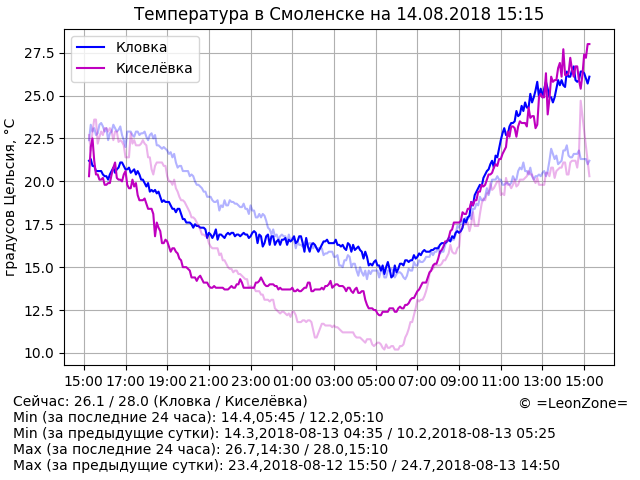 Температура в Смоленске на 14.08.2018 15:15
Кловка
Киселёвка
градусов Цельсия, °C
27.5
25.0
22.5
20.0
17.5
15.0
12.5
10.0
15:00 17:00 19:00 21:00 23:00 01:00 03:00 05:00 07:00 09:00 11:00 13:00 15:00
Сейчас: 26.1 / 28.0 (Кловка / Киселёвка)
© =LeonZone=
Min (за последние 24 часа): 14.4,05:45 / 12.2,05:10
Min (за предыдущие сутки): 14.3,2018-08-13 04:35 / 10.2,2018-08-13 05:25
Max (за последние 24 часа): 26.7,14:30 / 28.0,15:10
Max (за предыдущие сутки): 23.4,2018-08-12 15:50 / 24.7,2018-08-13 14:50